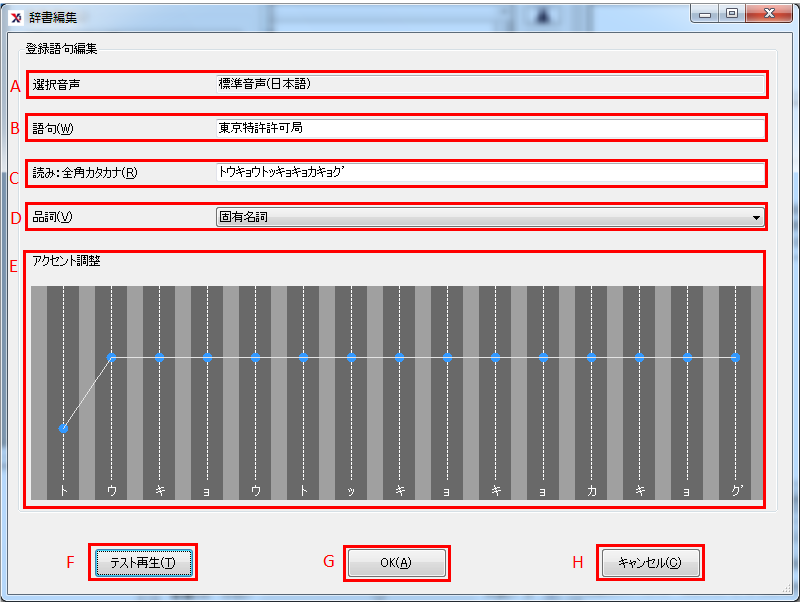 辞書編集
登録語句編集
A 選択音声 標準音声(日本語)
B 語句(W) 東京特許許可局
C 読み:全角カタカナ(R) トウキョウトッキョキョカキョグ
D 品詞(V) 固有名詞
E アクセント調整
ト ウ キ ョ ウ ト ッ キ ョ キ ョ カ キ ョ グ
F テスト再生(T) G OK(A) H キャンセル(C)